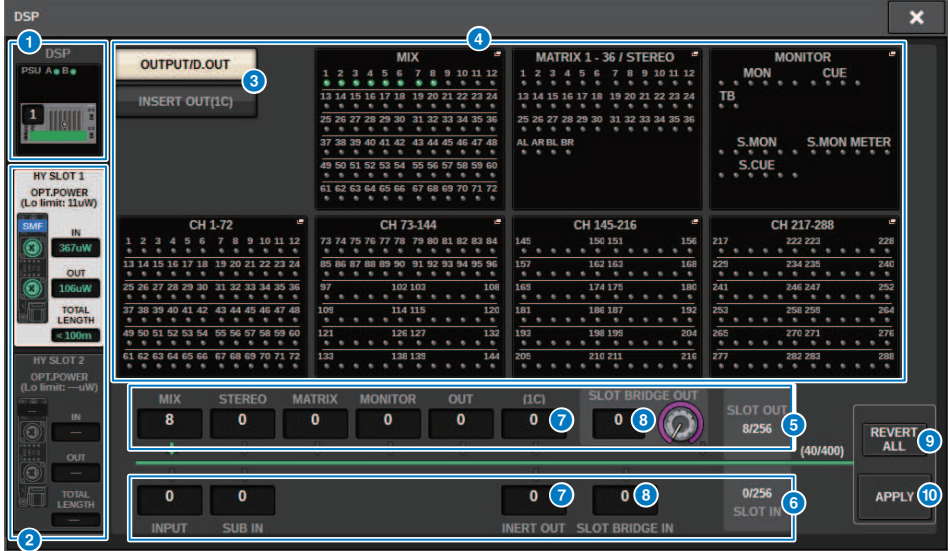 DSP
DSP
PSU A B
1
1
2
HY SLOT 1
OPT.POWER
(Lo limit: 11uW)
SMF
IN
367uW
OUT
106uW
TOTAL
LENGTH
< 100m
HY SLOT 2
OPT.POWER
(Lo limit: ---uW)
---
IN
---
OUT
---
TOTAL
LENGTH
---
OUTPUT/D.OUT
INSERT OUT(1C)
3
4
MIX
1 2 3 4 5 6 7 8 9 10 11 12
13 14 15 16 17 18 19 20 21 22 23 24
25 26 27 28 29 30 31 32 33 34 35 36
37 38 39 40 41 42 43 44 45 46 47 48
49 50 51 52 53 54 55 56 57 58 59 60
61 62 63 64 65 66 67 68 69 70 71 72
MATRIX 1 - 36 / STEREO
1 2 3 4 5 6 7 8 9 10 11 12
13 14 15 16 17 18 19 20 21 22 23 24
25 26 27 28 29 30 31 32 33 34 35 36
AL AR BL BR
MONITOR
MON CUE
TB
S.MON S.MON METER
S.CUE
CH 1-72
1 2 3 4 5 6 7 8 9 10 11 12
13 14 15 16 17 18 19 20 21 22 23 24
25 26 27 28 29 30 31 32 33 34 35 36
37 38 39 40 41 42 43 44 45 46 47 48
49 50 51 52 53 54 55 56 57 58 59 60
61 62 63 64 65 66 67 68 69 70 71 72
CH 73-144
73 74 75 76 77 78 79 80 81 82 83 84
85 86 87 88 89 90 91 92 93 94 95 96
97 102 103 108
109 114 115 120
121 126 127 132
133 138 139 144
CH 145-216
145 150 151 156
157 162 163 168
169 174 175 180
181 186 187 192
193 198 199 204
205 210 211 216
CH 217-288
217 222 223 228
229 234 235 240
241 246 247 252
253 258 259 264
265 270 271 276
277 282 283 288
MIX STEREO MATRIX MONITOR OUT (1C) SLOT BRIDGE OUT
8 0 0 0 0 0 7 0 8
SLOT OUT
8/256
5
(40/400)
0 0 0 7 0 8
INPUT SUB IN INERT OUT SLOT BRIDGE IN
0/256
SLOT IN
6
REVERT
ALL
9
APPLY
10